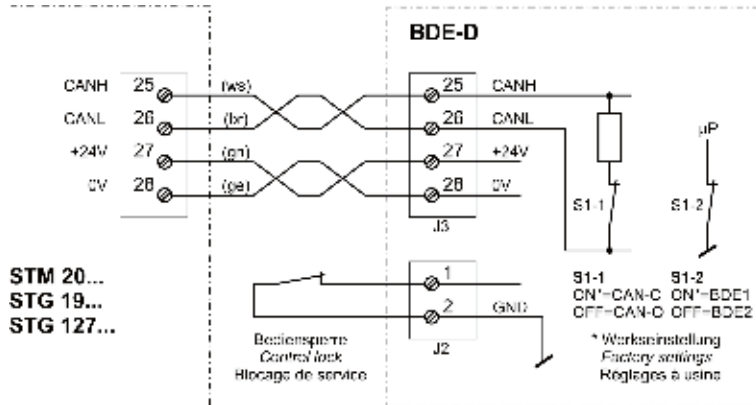 BDE-D
CANH 25 (ws) 25 CANH
CANL 26 (br) 26 CANL
+24V 27 (gn) 27 +24V
0V 28 (ge) 28 0V
J3
µP
S1-1 S1-2
STM 20...
STG 19...
STG 127...
1
2 GND
J2
Bediensperre
Control lock
Blocage de service
S1-1 S1-2
ON*=CAN-C ON*=BDE1
OFF=CAN-O OFF=BDE2
* Werkseinstellung
Factory settings
Réglages à usine